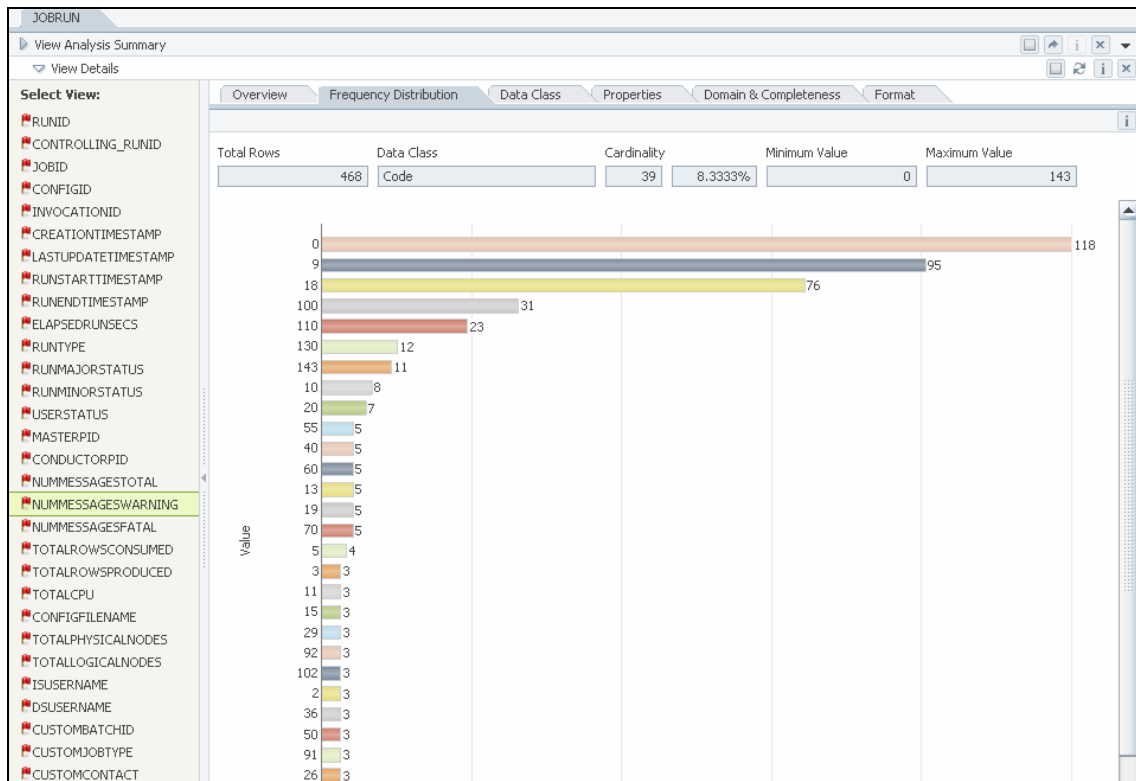 JOBRUN
View Analysis Summary
View Details
Select View:
RUNID
CONTROLLING_RUNID
JOBID
CONFIGID
INVOCATIONID
CREATIONTIMESTAMP
LASTUPDATETIMESTAMP
RUNSTARTTIMESTAMP
RUNENDTIMESTAMP
ELAPSEDRUNSECS
RUNTYPE
RUNMAJORSTATUS
RUNMINORSTATUS
USERSTATUS
MASTERPID
CONDUCTORPID
NUMMESSAGESTOTAL
NUMMESSAGESWARNING
NUMMESSAGESFATAL
TOTALROWSCONSUMED
TOTALROWSPRODUCED
TOTALCPU
CONFIGFILENAME
TOTALPHYSICALNODES
TOTALLOGICALNODES
ISUSERNAME
DSUSERNAME
CUSTOMBATCHID
CUSTOMJOBTYPE
CUSTOMCONTACT
Overview Frequency Distribution Data Class Properties Domain & Completeness Format
Total Rows Data Class Cardinality Minimum Value Maximum Value
468 Code 39 8.3333% 0 143
Value
0 118
9 95
18 76
100 31
110 23
130 12
143 11
10 8
20 7
55 5
40 5
60 5
13 5
19 5
70 5
5 4
3 3
11 3
15 3
29 3
92 3
102 3
2 3
36 3
50 3
91 3
26 3